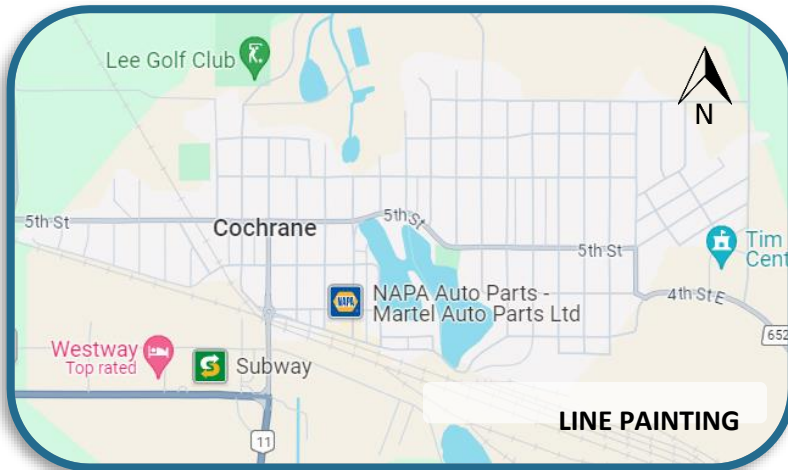 Lee Golf Club
N
5th St
5th St
Cochrane
5th St
Tim
Cent
NAPA
NAPA Auto Parts -
Martel Auto Parts Ltd
4th St E
652
Westway
Top rated
Subway
LINE PAINTING
11